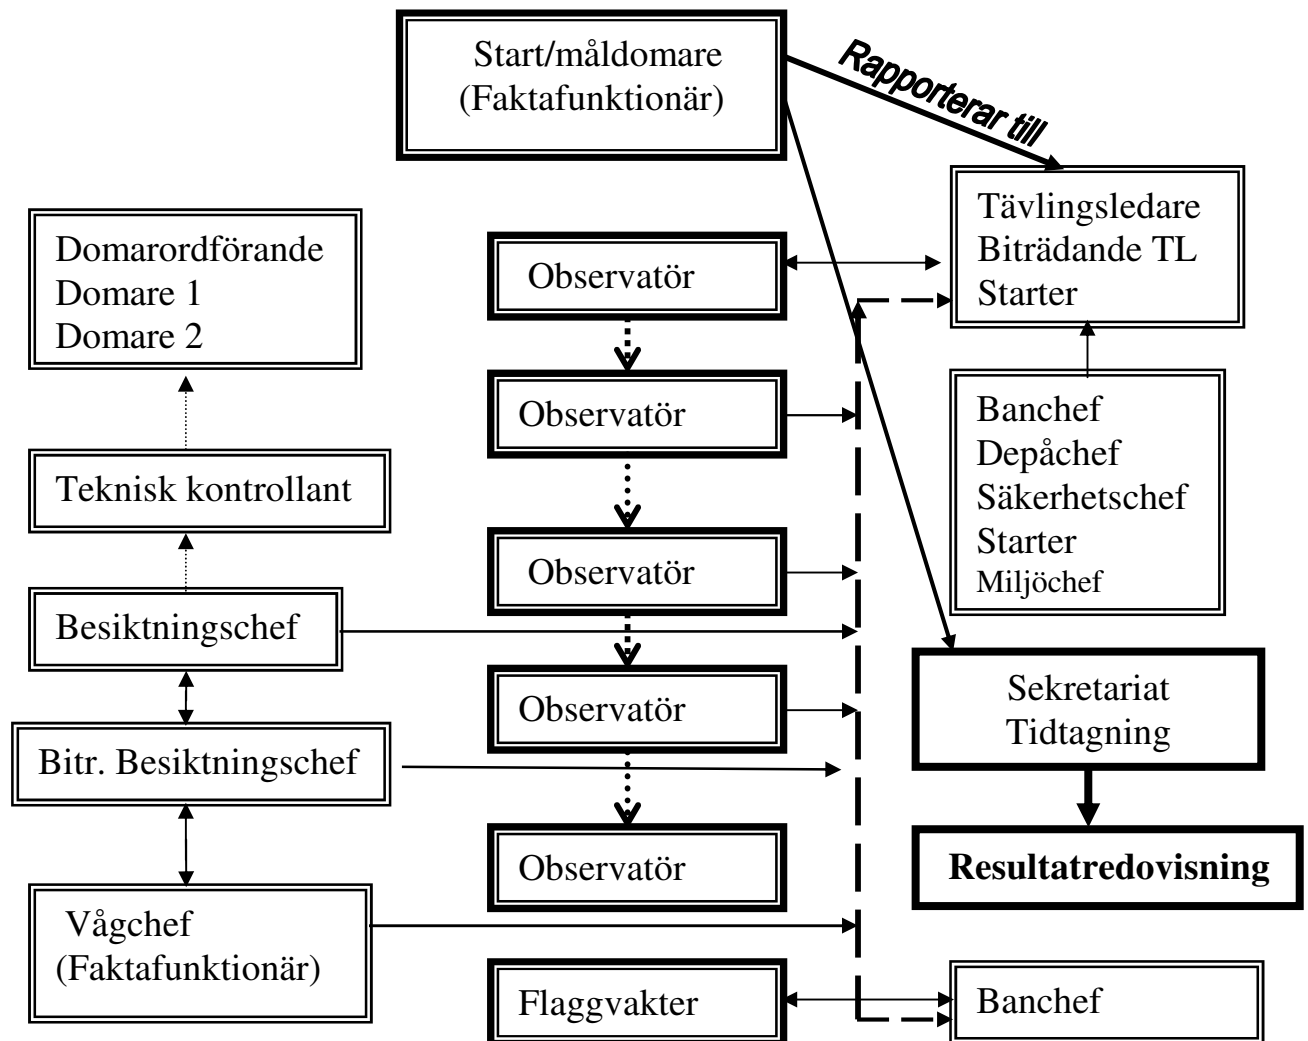 Start/måldomare
(Faktafunktionär)
Rapporterar till
Tävlingsledare
Biträdande TL
Starter
Domarordförande
Domare 1
Domare 2
Observatör
Observatör
Banchef
Depåchef
Säkerhetschef
Starter
Miljöchef
Teknisk kontrollant
Observatör
Besiktningschef
Observatör
Sekretariat
Tidtagning
Bitr. Besiktningschef
Observatör
Resultatredovisning
Vågchef
(Faktafunktionär)
Flaggvakter
Banchef